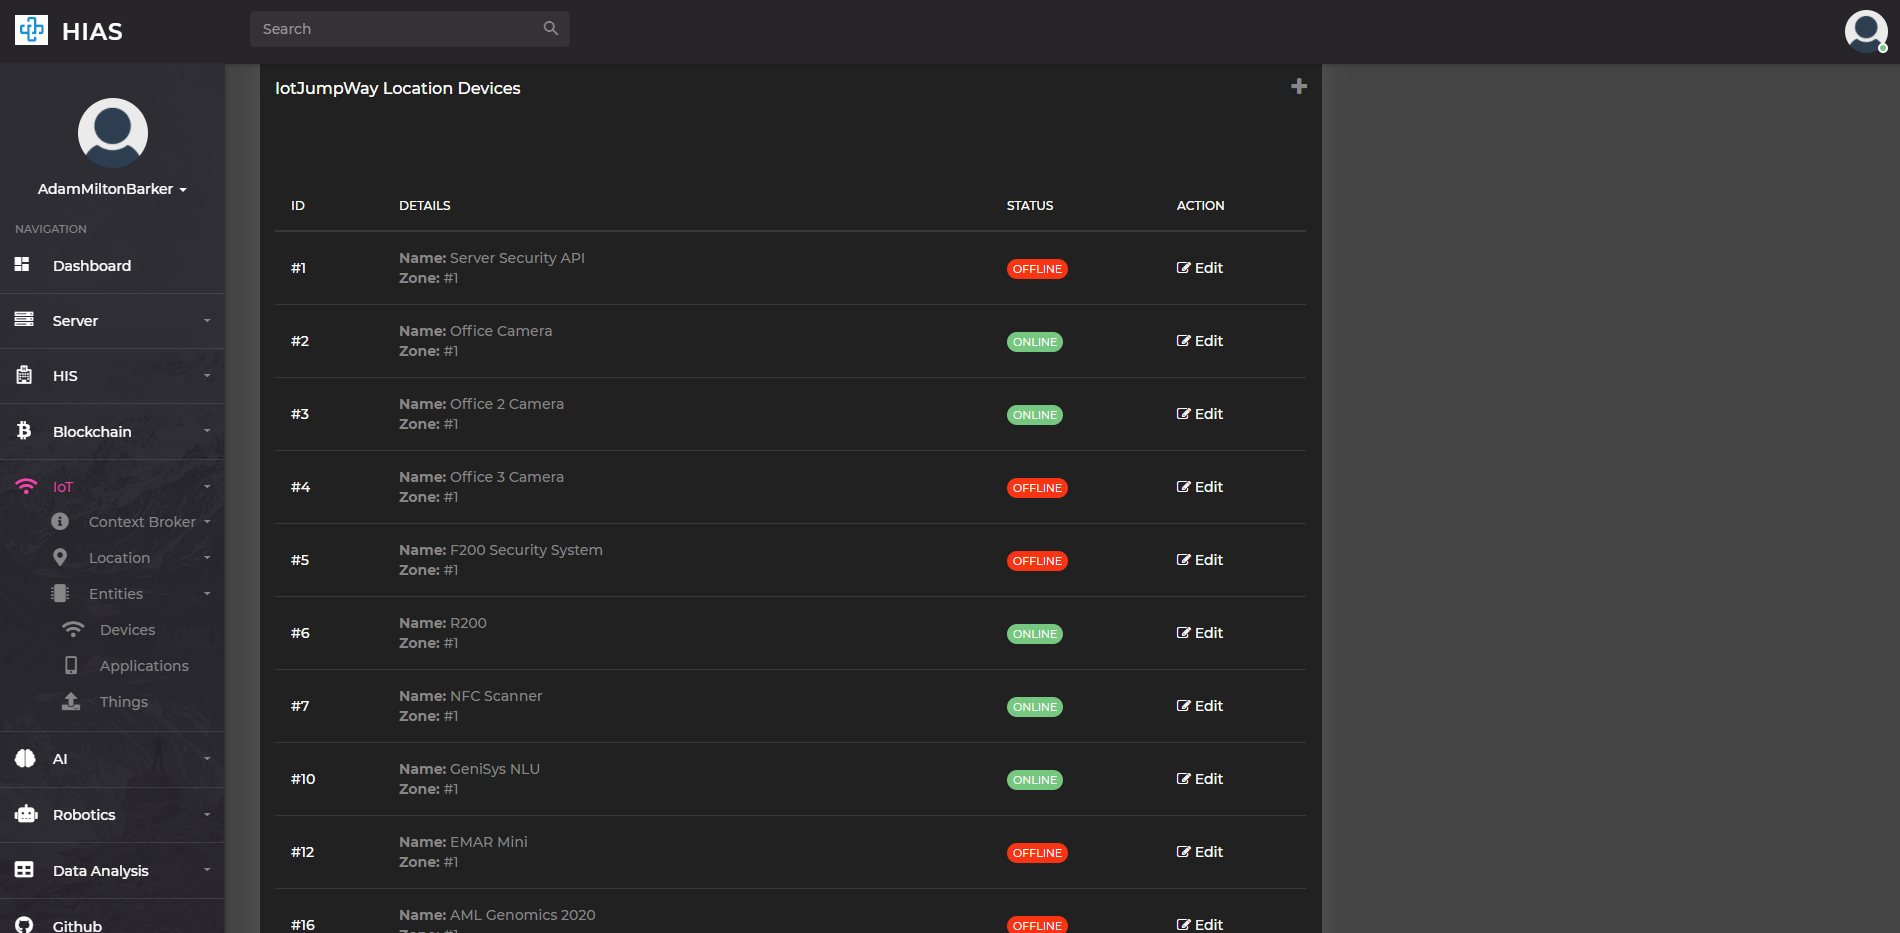 HIAS
Search
AdamMiltonBarker
NAVIGATION
Dashboard
Server
HIS
Blockchain
IoT
Context Broker
Location
Entities
Devices
Applications
Things
AI
Robotics
Data Analysis
Github
IotJumpWay Location Devices
ID DETAILS STATUS ACTION
#1 Name: Server Security API OFFLINE Edit
Zone: #1
#2 Name: Office Camera ONLINE Edit
Zone: #1
#3 Name: Office 2 Camera ONLINE Edit
Zone: #1
#4 Name: Office 3 Camera OFFLINE Edit
Zone: #1
#5 Name: F200 Security System OFFLINE Edit
Zone: #1
#6 Name: R200 ONLINE Edit
Zone: #1
#7 Name: NFC Scanner ONLINE Edit
Zone: #1
#10 Name: GeniSys NLU ONLINE Edit
Zone: #1
#12 Name: EMAR Mini OFFLINE Edit
Zone: #1
#16 Name: AML Genomics 2020 OFFLINE Edit